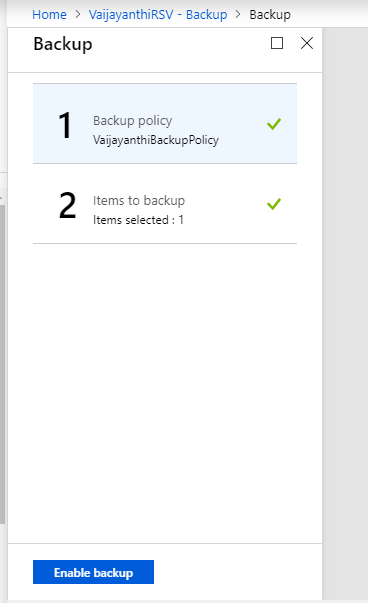 Home > VaijayanthiRSV - Backup > Backup
Backup
1
Backup policy
VaijayanthiBackupPolicy
2
Items to backup
Items selected : 1
Enable backup